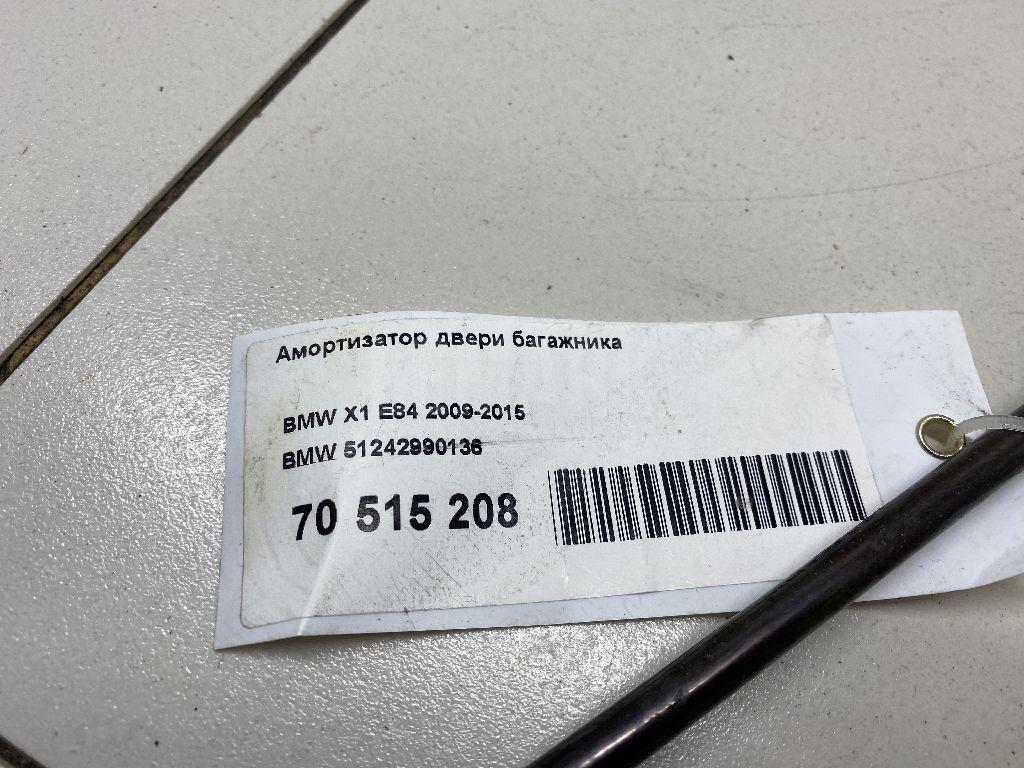 Амортизатор двери багажника
BMW X1 E84 2009-2015
BMW 51242990136
70 515 208